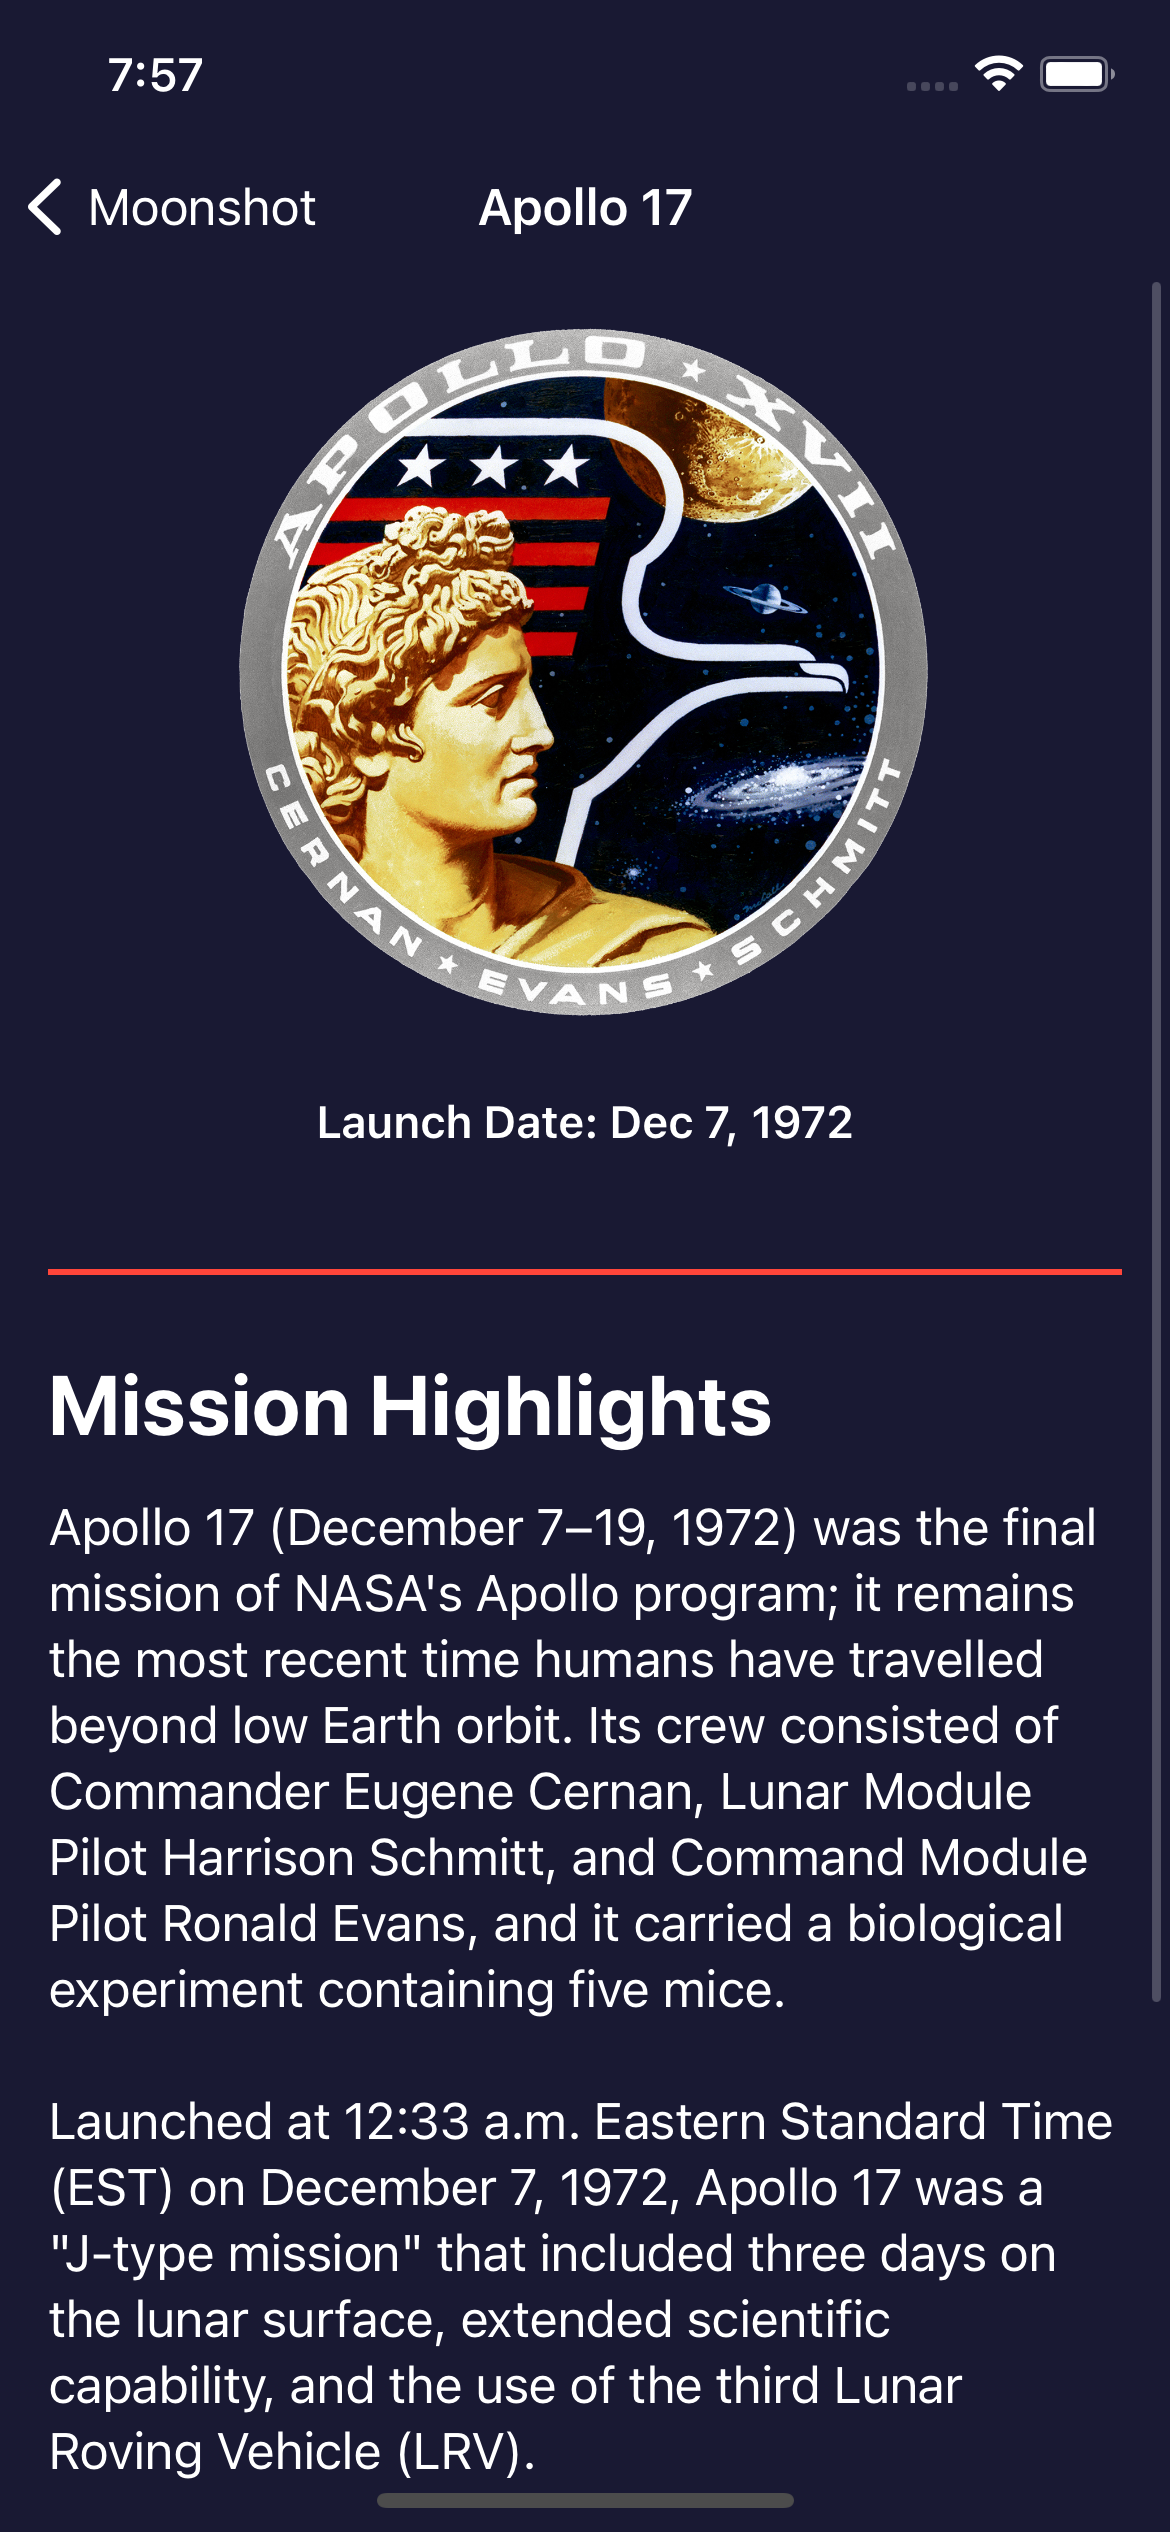 7:57
Moonshot
Apollo 17
APOLLO ★ XVII
CERNAN ★ EVANS ★ SCHMITT
Launch Date: Dec 7, 1972
Mission Highlights
Apollo 17 (December 7–19, 1972) was the final
mission of NASA's Apollo program; it remains
the most recent time humans have travelled
beyond low Earth orbit. Its crew consisted of
Commander Eugene Cernan, Lunar Module
Pilot Harrison Schmitt, and Command Module
Pilot Ronald Evans, and it carried a biological
experiment containing five mice.
Launched at 12:33 a.m. Eastern Standard Time
(EST) on December 7, 1972, Apollo 17 was a
"J-type mission" that included three days on
the lunar surface, extended scientific
capability, and the use of the third Lunar
Roving Vehicle (LRV).